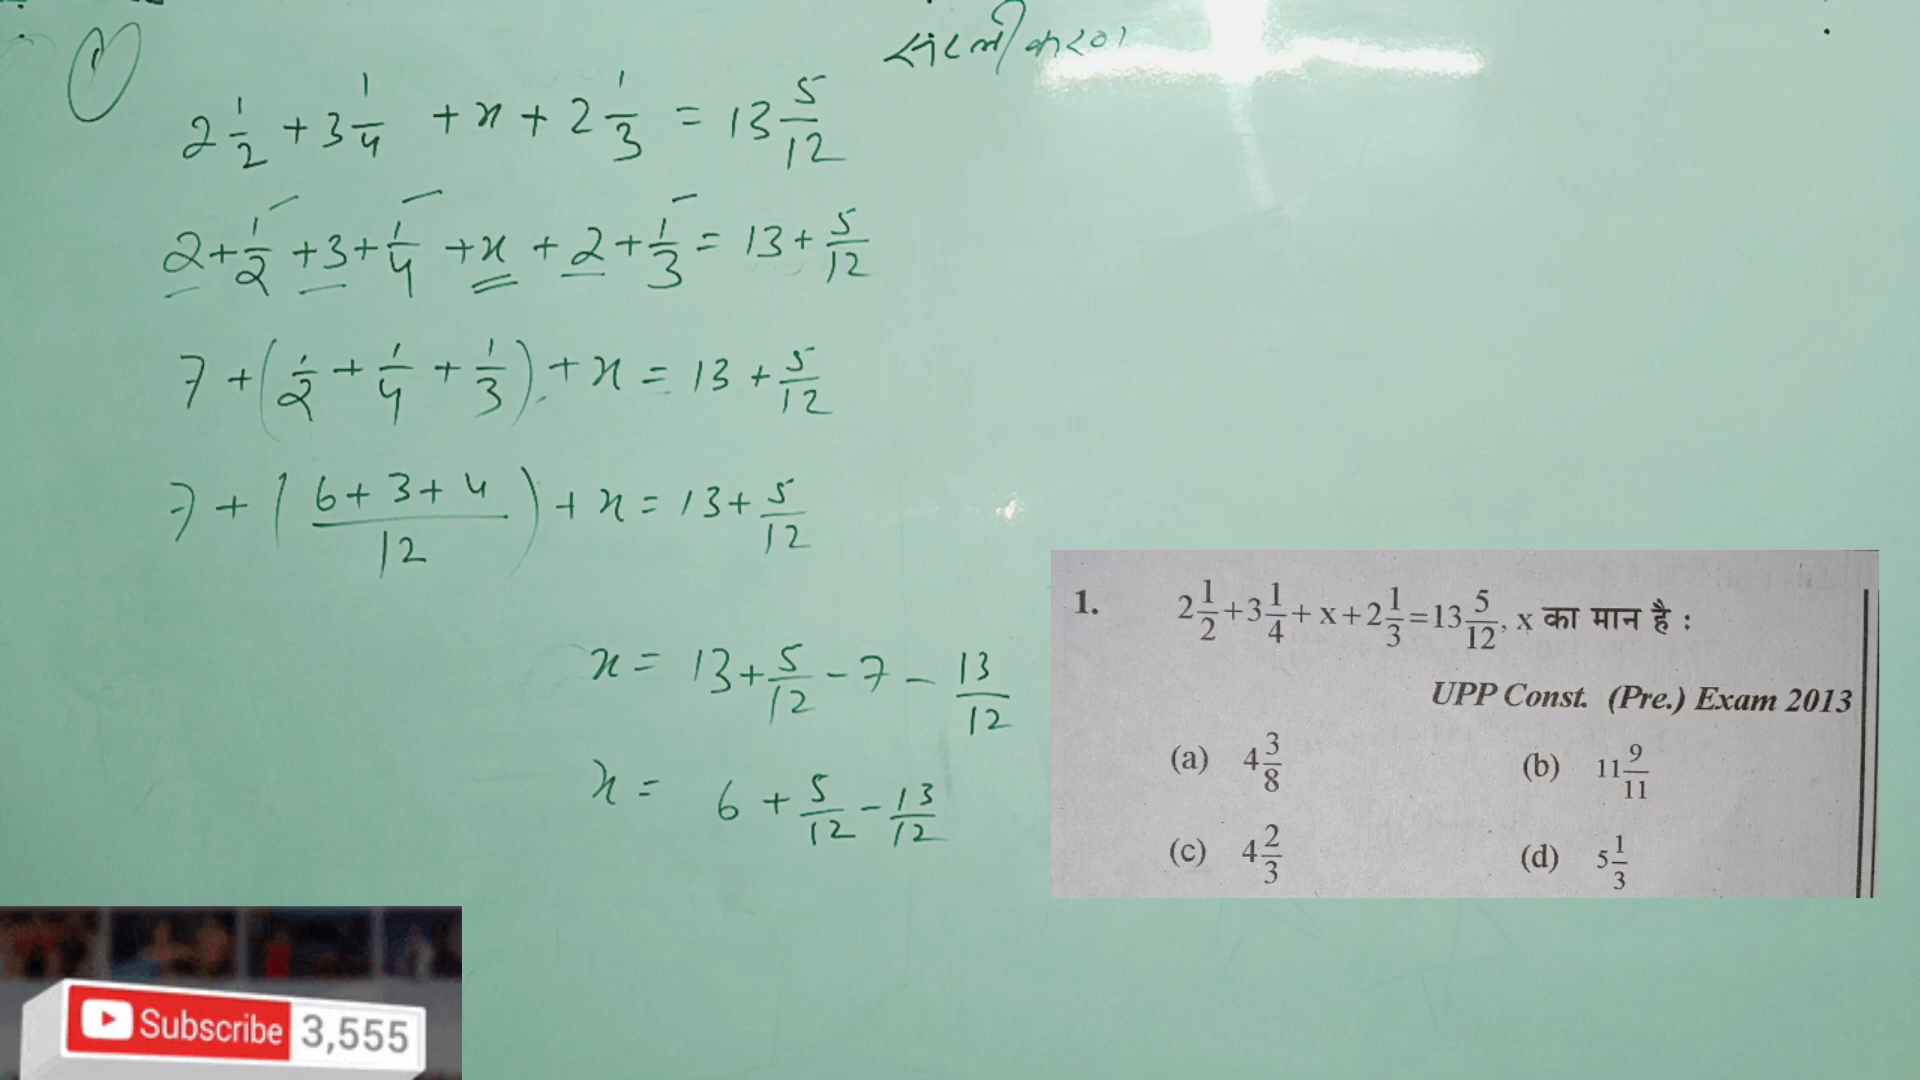 सरलीकरण
1
2 1/2 + 3 1/4 + x + 2 1/3 = 13 5/12
2 + 1/2 + 3 + 1/4 + x + 2 + 1/3 = 13 + 5/12
7 + (1/2 + 1/4 + 1/3) + x = 13 + 5/12
7 + (6+3+4/12) + x = 13 + 5/12
x = 13 + 5/12 - 7 - 13/12
x = 6 + 5/12 - 13/12
1. 2 1/2 + 3 1/4 + x + 2 1/3 = 13 5/12, x का मान है :
UPP Const. (Pre.) Exam 2013
(a) 4 3/8 (b) 11 9/11
(c) 4 2/3 (d) 5 1/3
Subscribe 3,555